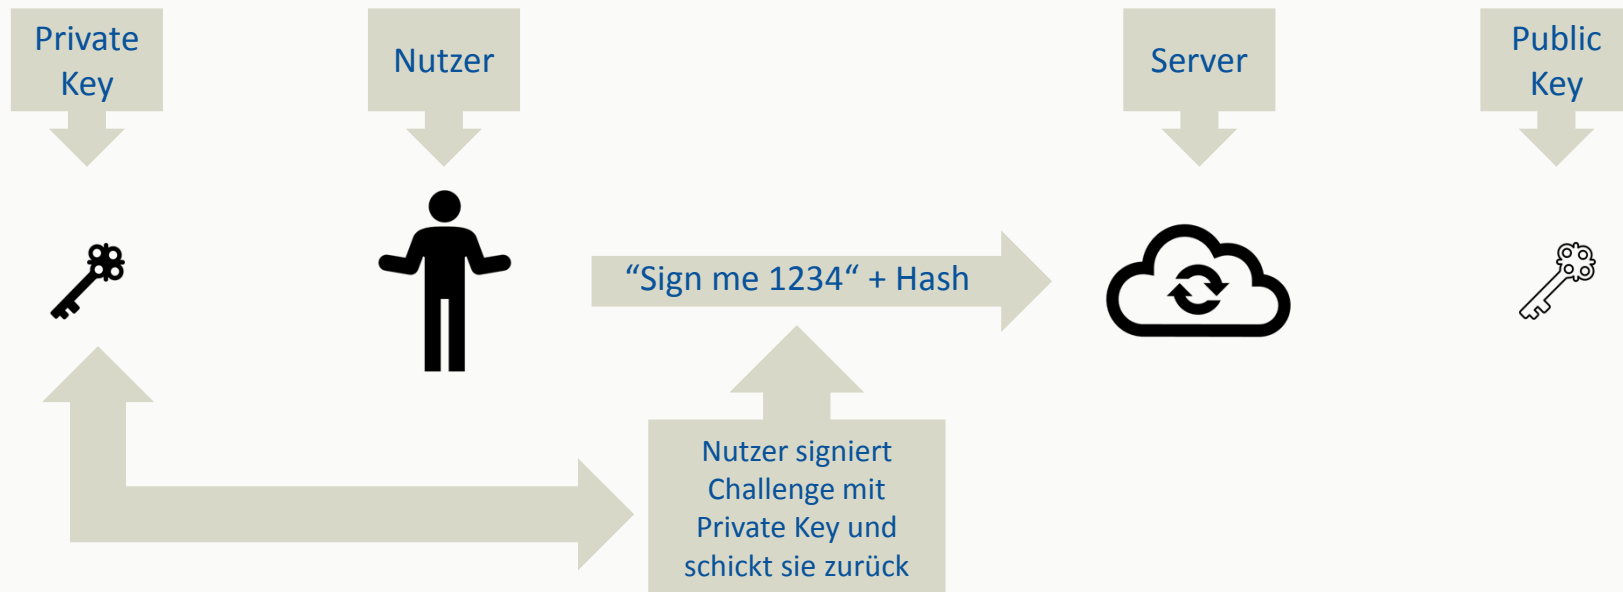 Private
Key
Nutzer
Server
Public
Key
“Sign me 1234“ + Hash
Nutzer signiert
Challenge mit
Private Key und
schickt sie zurück